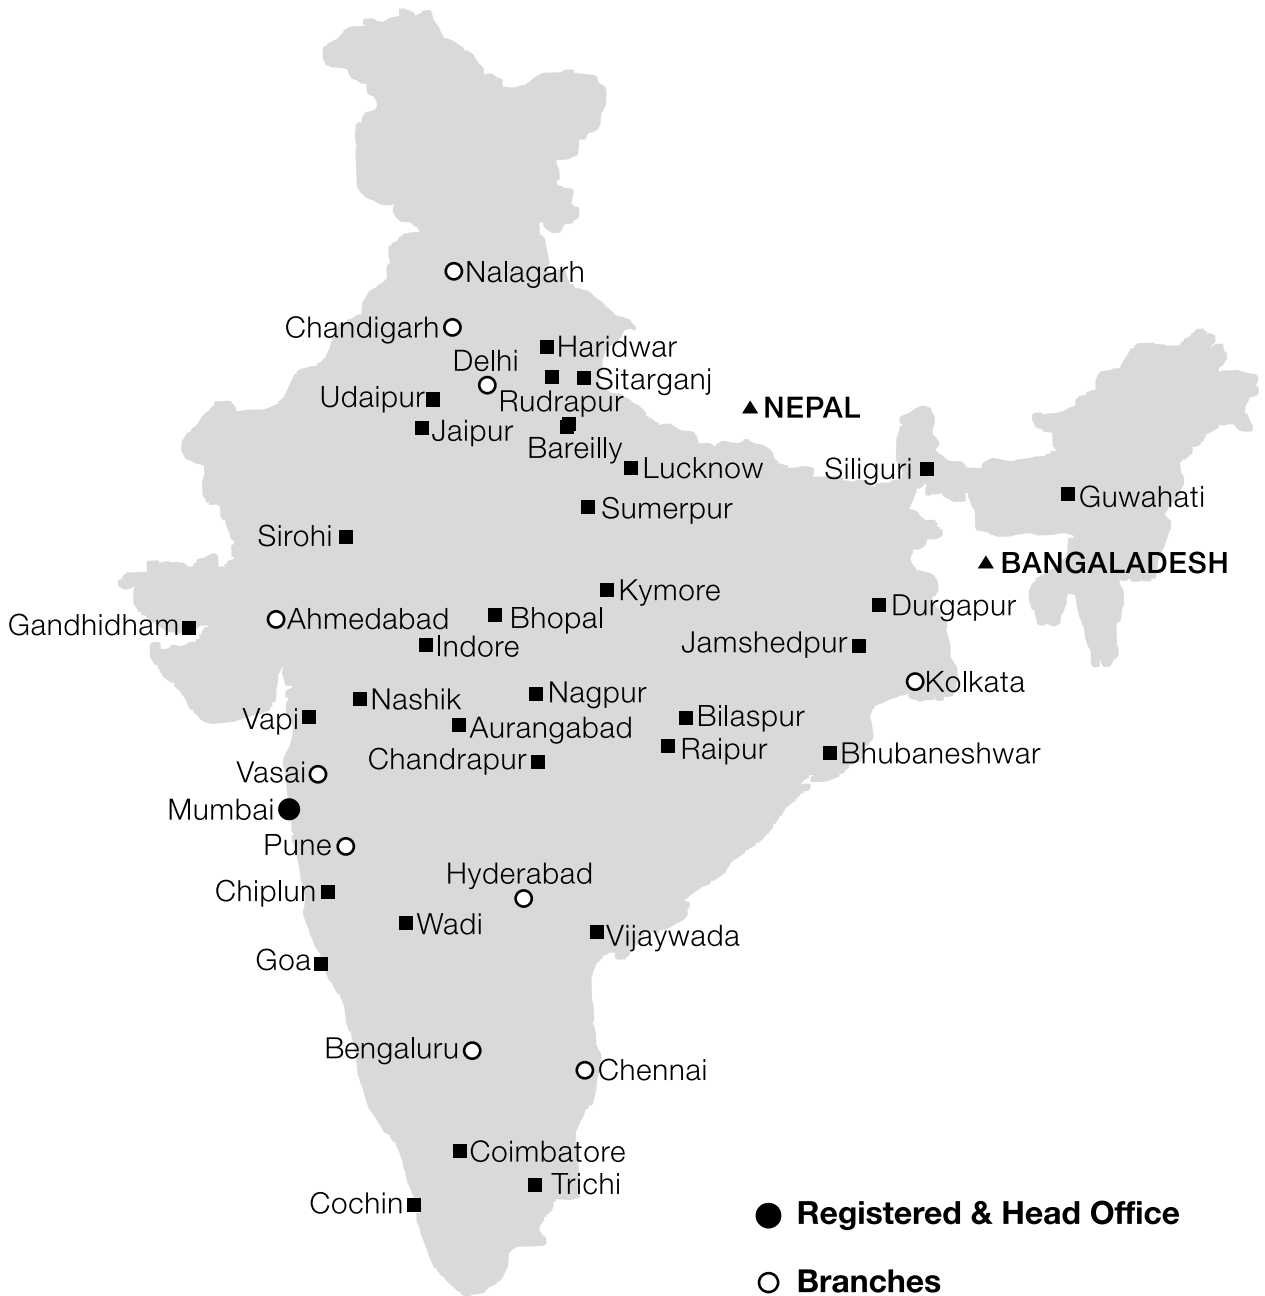 Nalagarh
Chandigarh
Haridwar
Delhi
Sitarganj
Udaipur
Rudrapur
NEPAL
Jaipur
Bareilly
Lucknow
Siliguri
Guwahati
Sumerpur
Sirohi
BANGALADESH
Kymore
Durgapur
Gandhidham
Ahmedabad
Bhopal
Indore
Jamshedpur
Kolkata
Nashik
Nagpur
Vapi
Bilaspur
Aurangabad
Raipur
Chandrapur
Bhubaneshwar
Vasai
Mumbai
Pune
Hyderabad
Chiplun
Wadi
Vijaywada
Goa
Bengaluru
Chennai
Coimbatore
Trichi
Cochin
Registered & Head Office
Branches